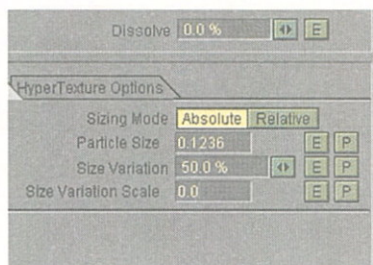 Dissolve 0.0 % E
HyperTexture Options
Sizing Mode Absolute Relative
Particle Size 0.1236 E P
Size Variation 50.0 % E P
Size Variation Scale 0.0 E P